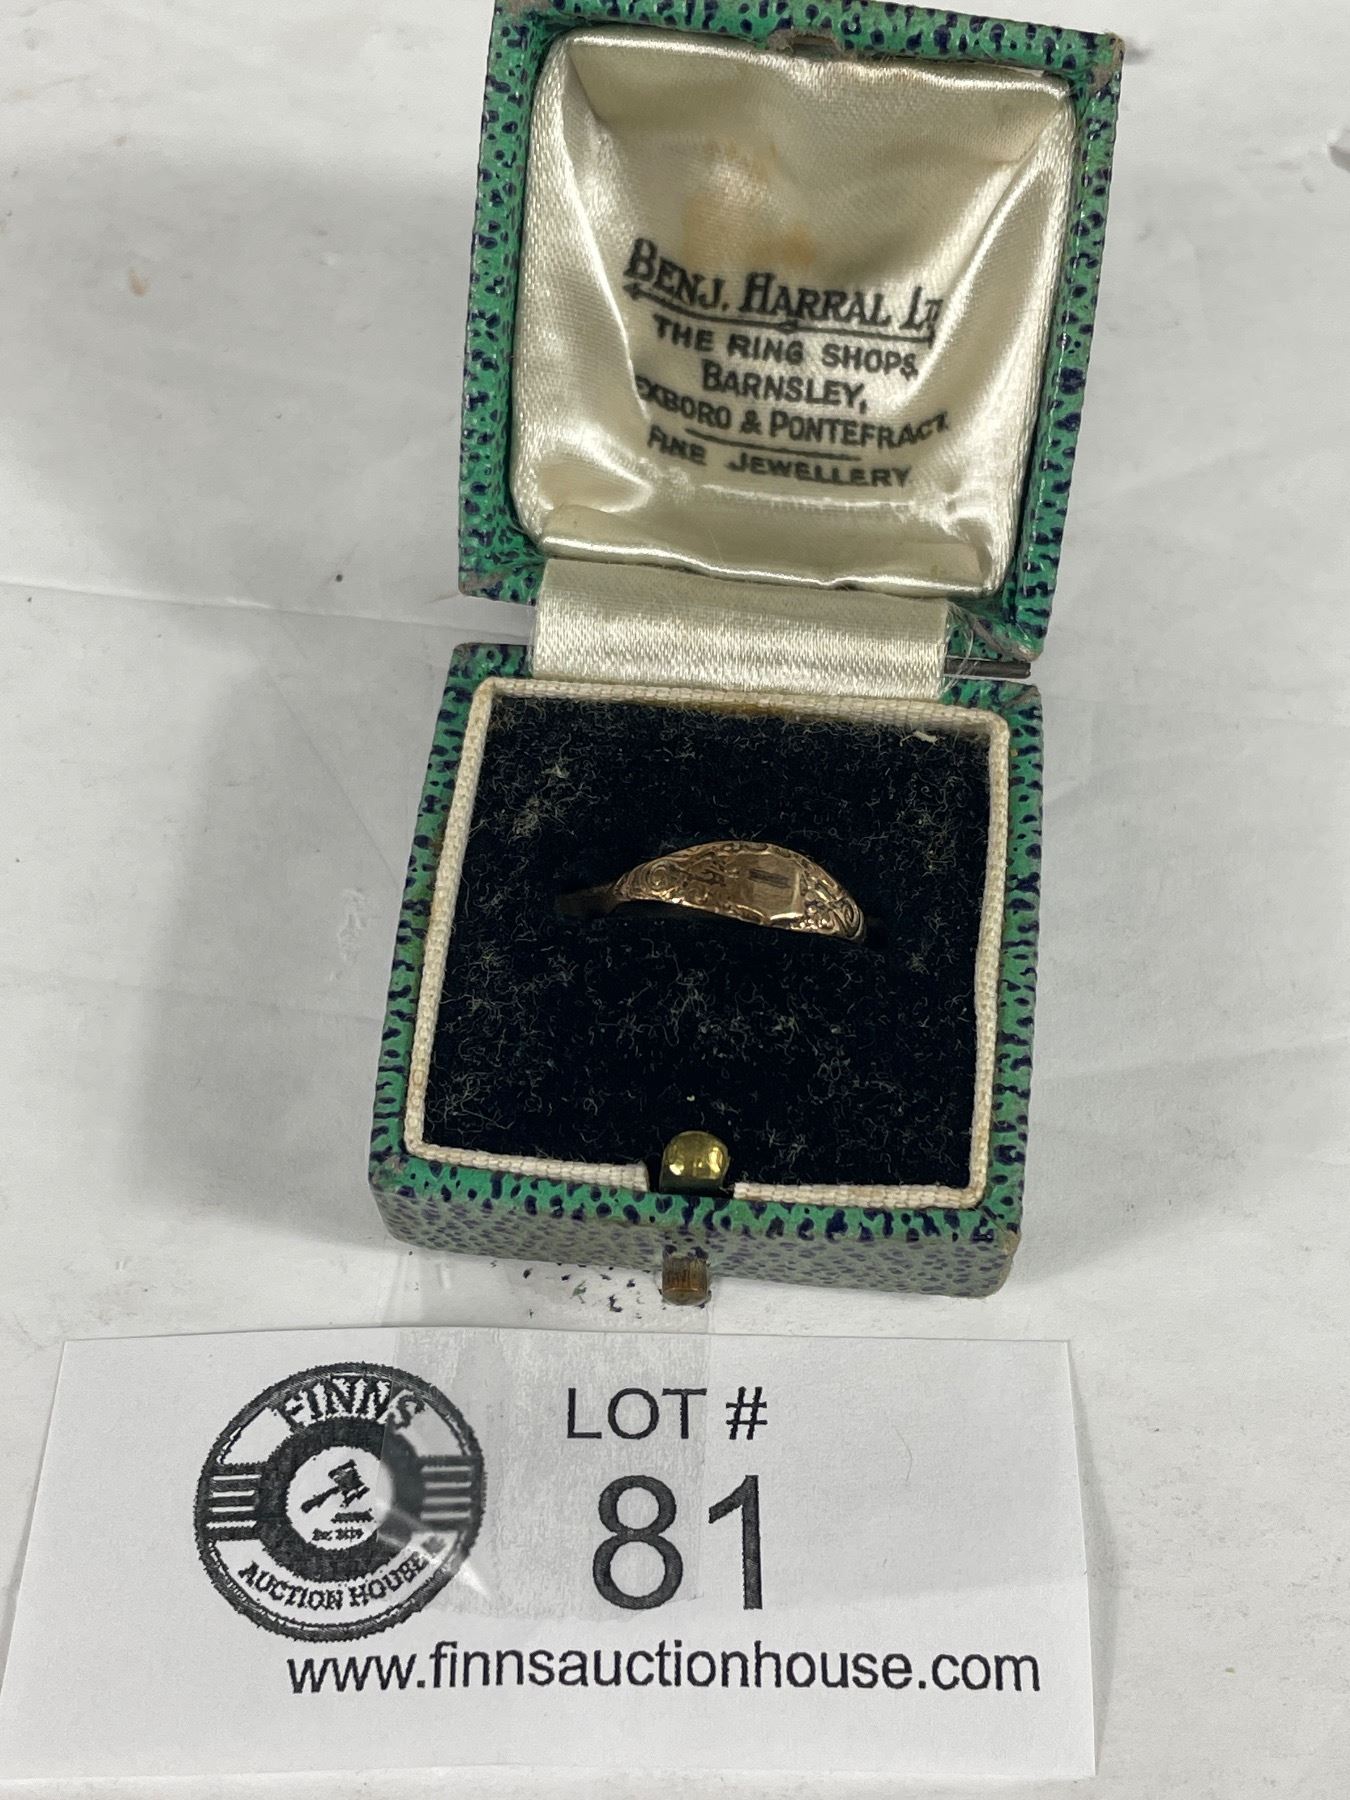 BENJ. HARRAL LTD
THE RING SHOPS,
BARNSLEY,
EXBORO & PONTEFRACT.
FINE JEWELLERY
FINNS
AUCTION HOUSE
LOT #
81
www.finnsauctionhouse.com